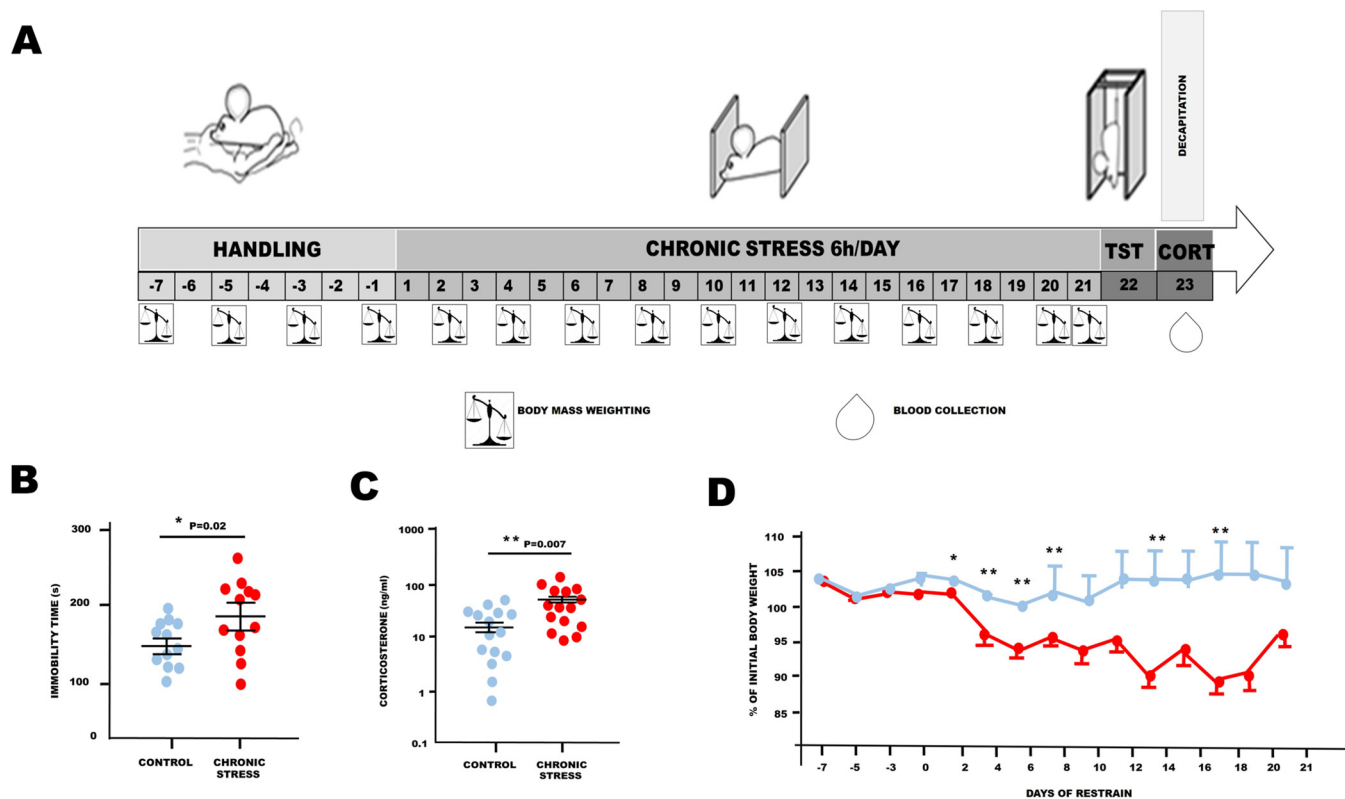 A
DECAPITATION
HANDLING CHRONIC STRESS 6h/DAY TST CORT
-7 -6 -5 -4 -3 -2 -1 1 2 3 4 5 6 7 8 9 10 11 12 13 14 15 16 17 18 19 20 21 22 23
BODY MASS WEIGHTING
BLOOD COLLECTION
B
IMMOBILITY TIME (s)
300
200
100
0
* P=0.02
CONTROL
CHRONIC
STRESS
C
CORTICOSTERONE (ng/ml)
1000
100
10
1
0.1
** P=0.007
CONTROL
CHRONIC
STRESS
D
% OF INITIAL BODY WEIGHT
110
105
100
95
90
85
* ** ** ** ** **
-7 -5 -3 0 2 4 6 8 10 11 12 14 16 18 20 21
DAYS OF RESTRAIN